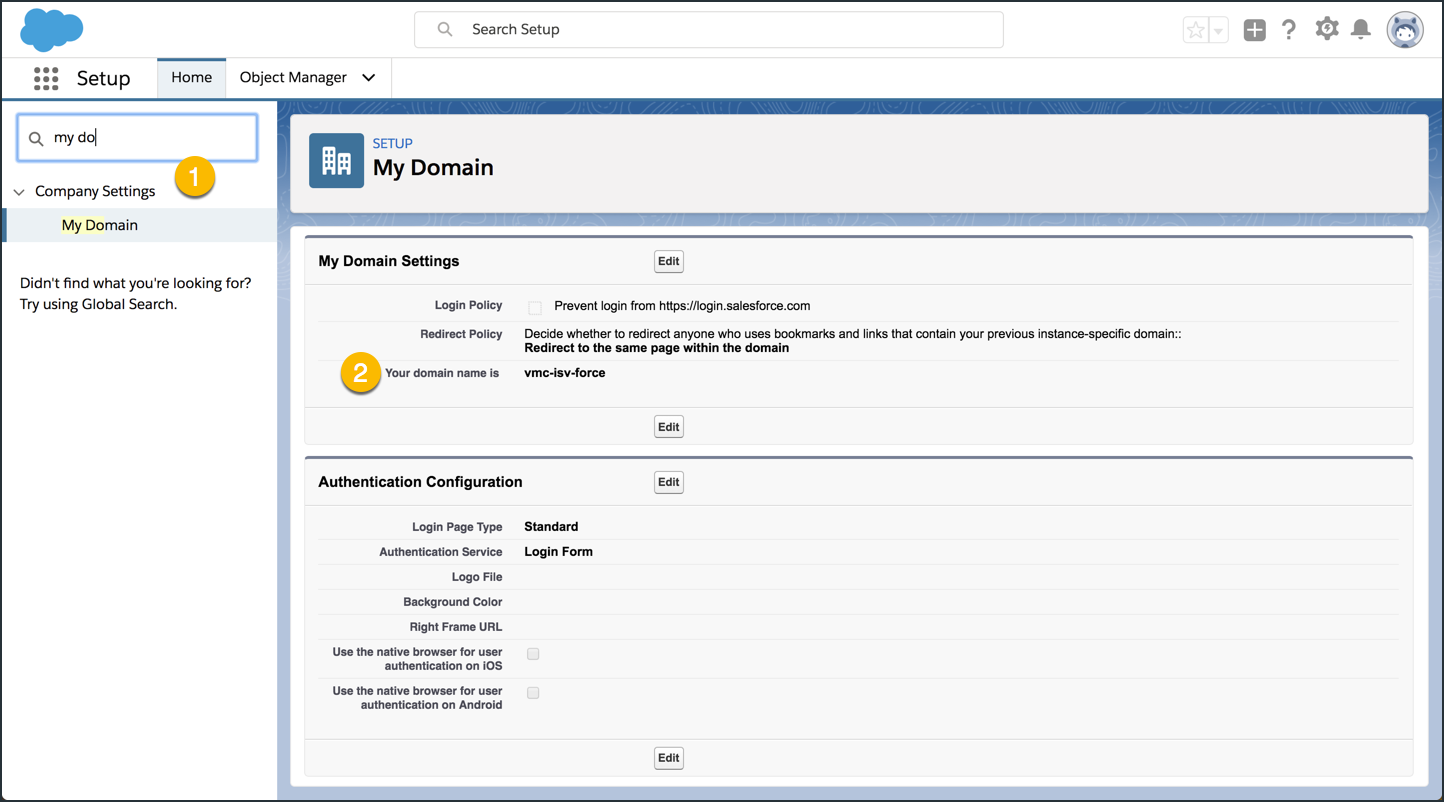 Search Setup
Setup
Home
Object Manager
my do
1
Company Settings
My Domain
Didn't find what you're looking for?
Try using Global Search.
SETUP
My Domain
My Domain Settings
Edit
Login Policy
Prevent login from https://login.salesforce.com
Redirect Policy
Decide whether to redirect anyone who uses bookmarks and links that contain your previous instance-specific domain::
Redirect to the same page within the domain
2
Your domain name is
vmc-isv-force
Edit
Authentication Configuration
Edit
Login Page Type
Standard
Authentication Service
Login Form
Logo File
Background Color
Right Frame URL
Use the native browser for user
authentication on iOS
Use the native browser for user
authentication on Android
Edit